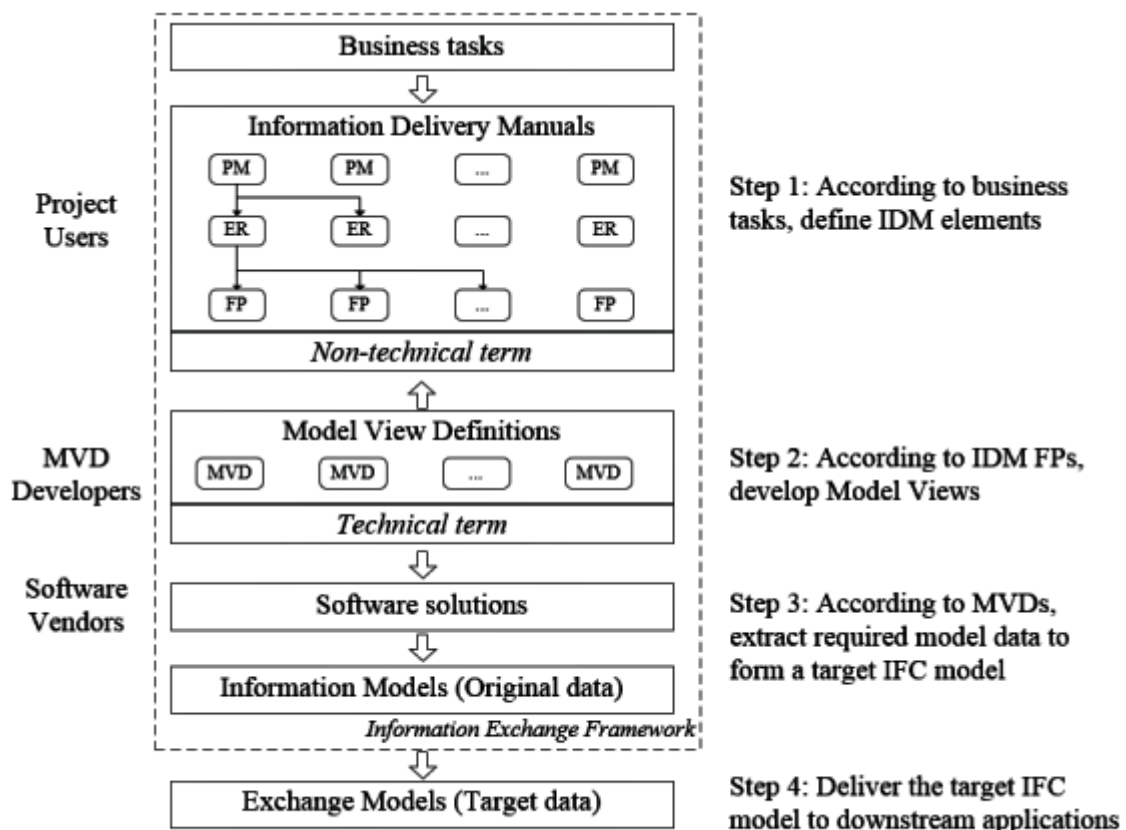 Business tasks
Information Delivery Manuals
PM PM ... PM
Project
Users
ER ER ... ER
FP FP ... FP
Non-technical term
Step 1: According to business
tasks, define IDM elements
Model View Definitions
MVD
Developers
MVD MVD ... MVD
Technical term
Step 2: According to IDM FPs,
develop Model Views
Software
Vendors
Software solutions
Information Models (Original data)
Information Exchange Framework
Step 3: According to MVDs,
extract required model data to
form a target IFC model
Exchange Models (Target data)
Step 4: Deliver the target IFC
model to downstream applications